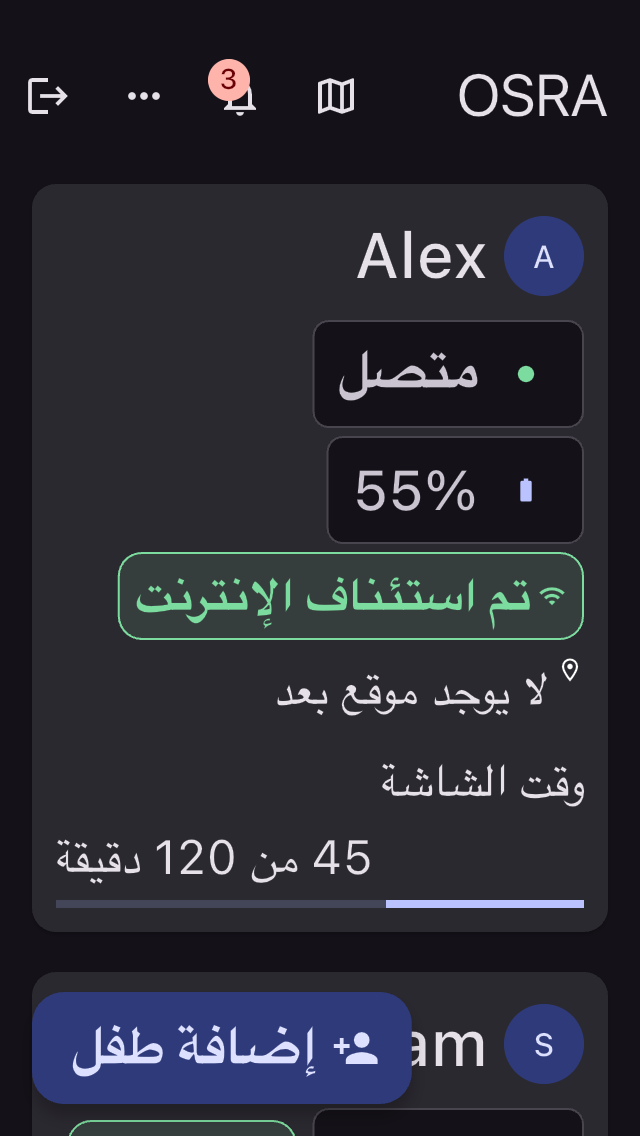 OSRA
3
A
Alex
متصل
55%
تم استئناف الإنترنت
لا يوجد موقع بعد
وقت الشاشة
45 من 120 دقيقة
S
إضافة طفل